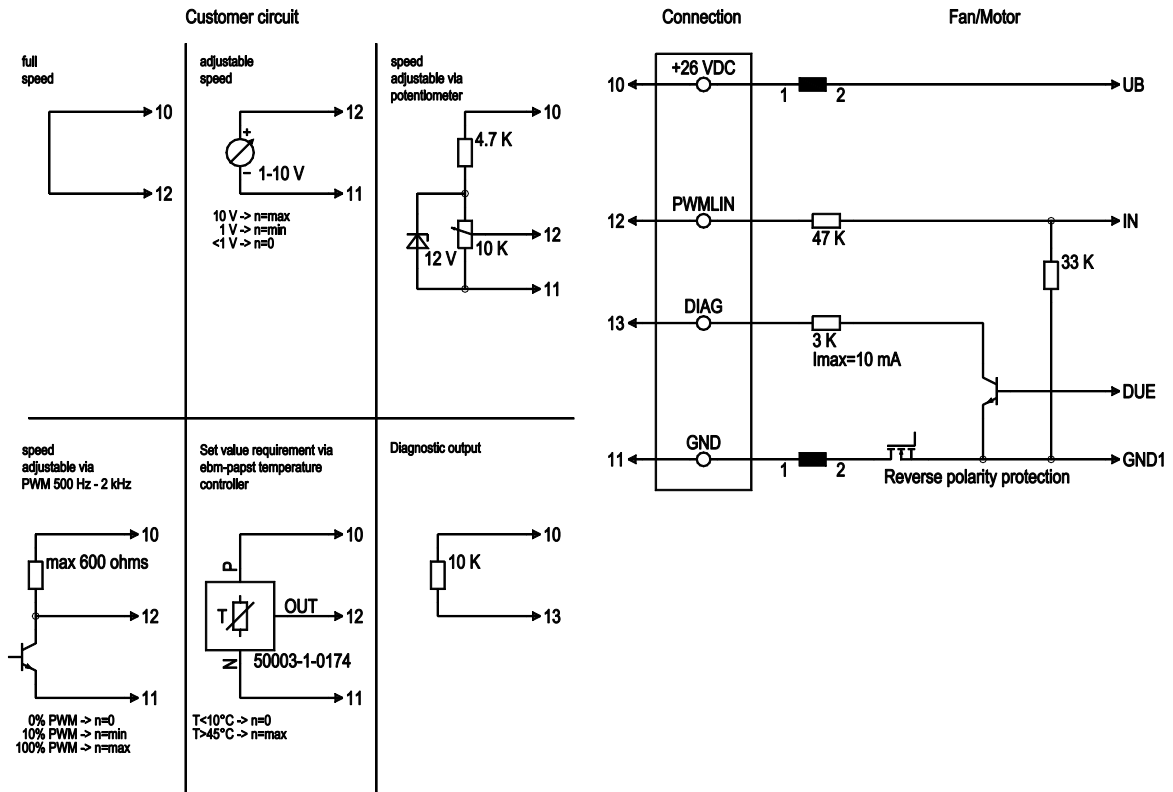 Customer circuit
full
speed
10
12
adjustable
speed
12
+
–
1-10 V
11
10 V -> n=max
1 V -> n=min
<1 V -> n=0
speed
adjustable via
potentiometer
10
4.7 K
12 V
10 K
12
11
speed
adjustable via
PWM 500 Hz - 2 kHz
10
max 600 ohms
12
11
0% PWM -> n=0
10% PWM -> n=min
100% PWM -> n=max
Set value requirement via
ebm-papst temperature
controller
10
P
T
OUT
12
N
50003-1-0174
11
T<10°C -> n=0
T>45°C -> n=max
Diagnostic output
10
10 K
13
Connection
Fan/Motor
+26 VDC
10
1
2
UB
PWMLIN
12
47 K
IN
33 K
DIAG
13
3 K
Imax=10 mA
DUE
GND
11
1
2
GND1
Reverse polarity protection